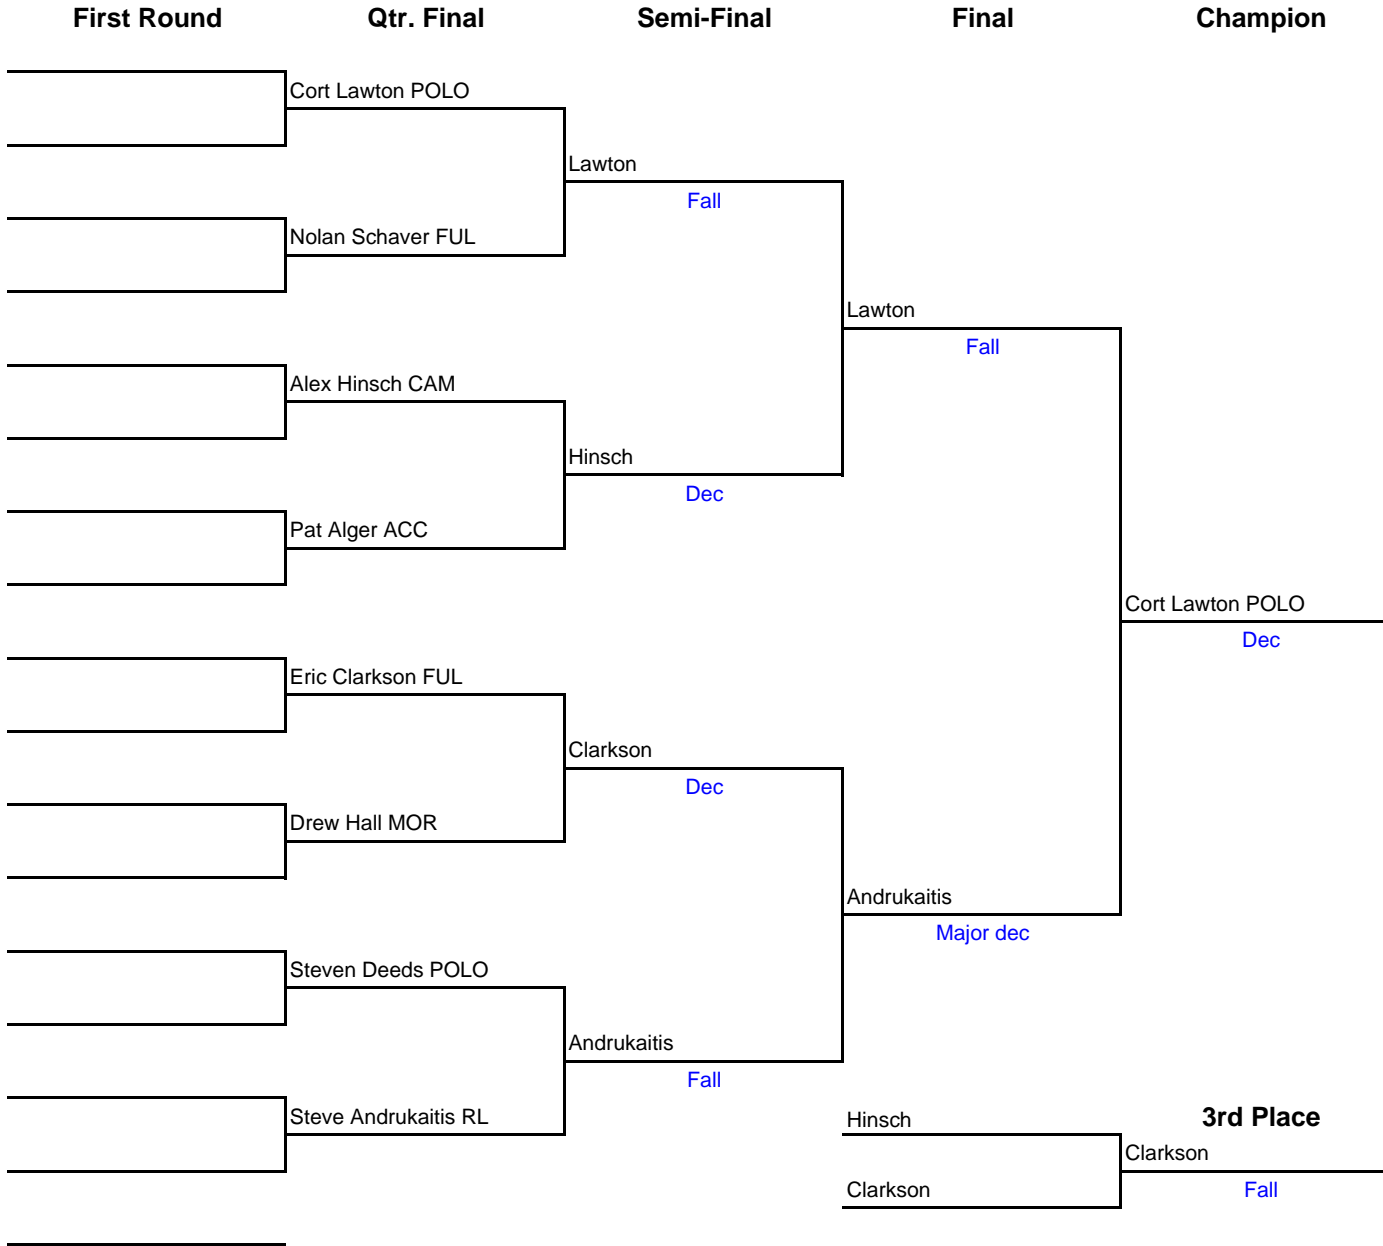 First Round Qtr. Final Semi-Final Final Champion
Cort Lawton POLO
Lawton
Fall
Nolan Schaver FUL
Lawton
Fall
Alex Hinsch CAM
Hinsch
Dec
Pat Alger ACC
Cort Lawton POLO
Dec
Eric Clarkson FUL
Clarkson
Dec
Drew Hall MOR
Andrukaitis
Major dec
Steven Deeds POLO
Andrukaitis
Fall
Steve Andrukaitis RL
Hinsch
3rd Place
Clarkson
Fall
Clarkson